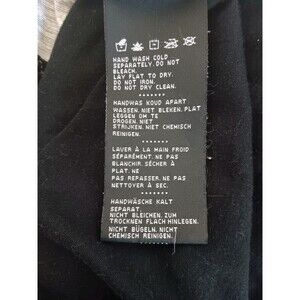 HAND WASH COLD
SEPARATELY. DO NOT
BLEACH.
LAY FLAT TO DRY.
DO NOT IRON.
DO NOT DRY CLEAN.
HANDWAS KOUD APART
WASSEN. NIET BLEKEN. PLAT
LEGGEN OM TE
DROGEN. NIET
STRIJKEN. NIET CHEMISCH
REINIGEN.
LAVER À LA MAIN FROID
SÉPARÉMENT. NE PAS
BLANCHIR. SÉCHER À
PLAT. NE
PAS REPASSER. NE PAS
NETTOYER À SEC.
HANDWÄSCHE KALT
SEPARAT.
NICHT BLEICHEN. ZUM
TROCKNEN FLACH HINLEGEN.
NICHT BÜGELN. NICHT
CHEMISCH REINIGEN.